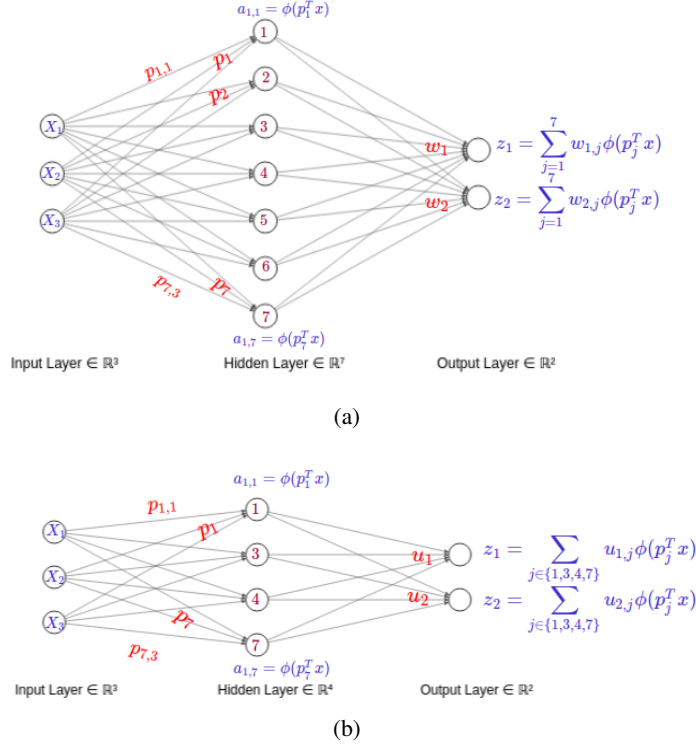 a_{1,1} = ϕ(p_1^T x)
1
p_{1,1}
p_1
2
p_2
X_1
3
w_1
z_1 = \sum_{j=1}^{7} w_{1,j} ϕ(p_j^T x)
X_2
4
w_2
z_2 = \sum_{j=1}^{7} w_{2,j} ϕ(p_j^T x)
X_3
5
6
p_{7,3}
p_7
7
a_{1,7} = ϕ(p_7^T x)
Input Layer ∈ ℝ³
Hidden Layer ∈ ℝ⁷
Output Layer ∈ ℝ²
(a)
a_{1,1} = ϕ(p_1^T x)
p_{1,1}
1
p_1
X_1
3
u_1
z_1 = \sum_{j∈{1,3,4,7}} u_{1,j} ϕ(p_j^T x)
X_2
4
u_2
z_2 = \sum_{j∈{1,3,4,7}} u_{2,j} ϕ(p_j^T x)
X_3
p_7
7
p_{7,3}
a_{1,7} = ϕ(p_7^T x)
Input Layer ∈ ℝ³
Hidden Layer ∈ ℝ⁴
Output Layer ∈ ℝ²
(b)